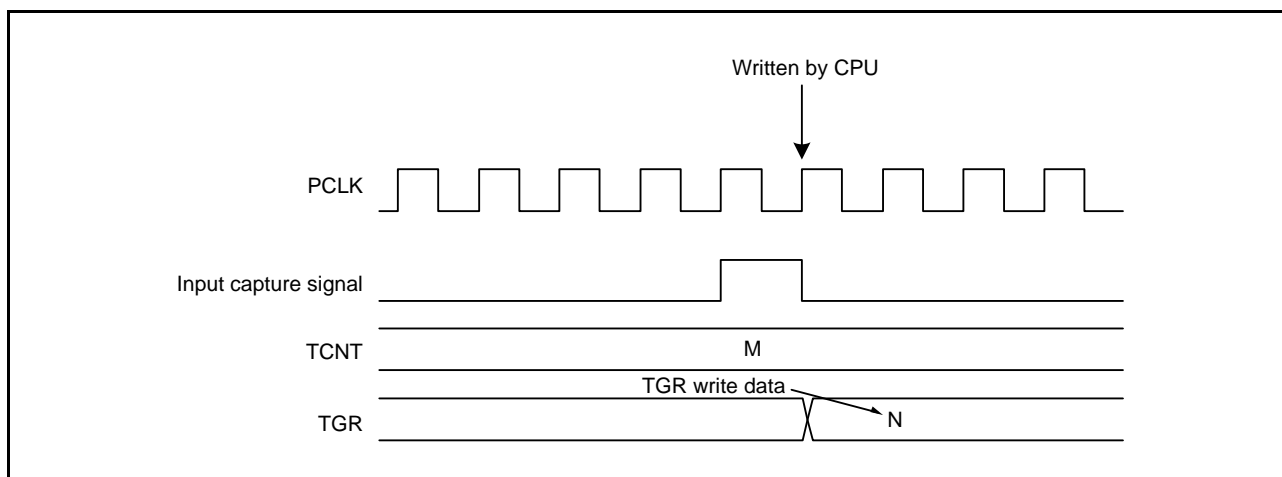 Written by CPU
PCLK
Input capture signal
TCNT
M
TGR write data
TGR
N